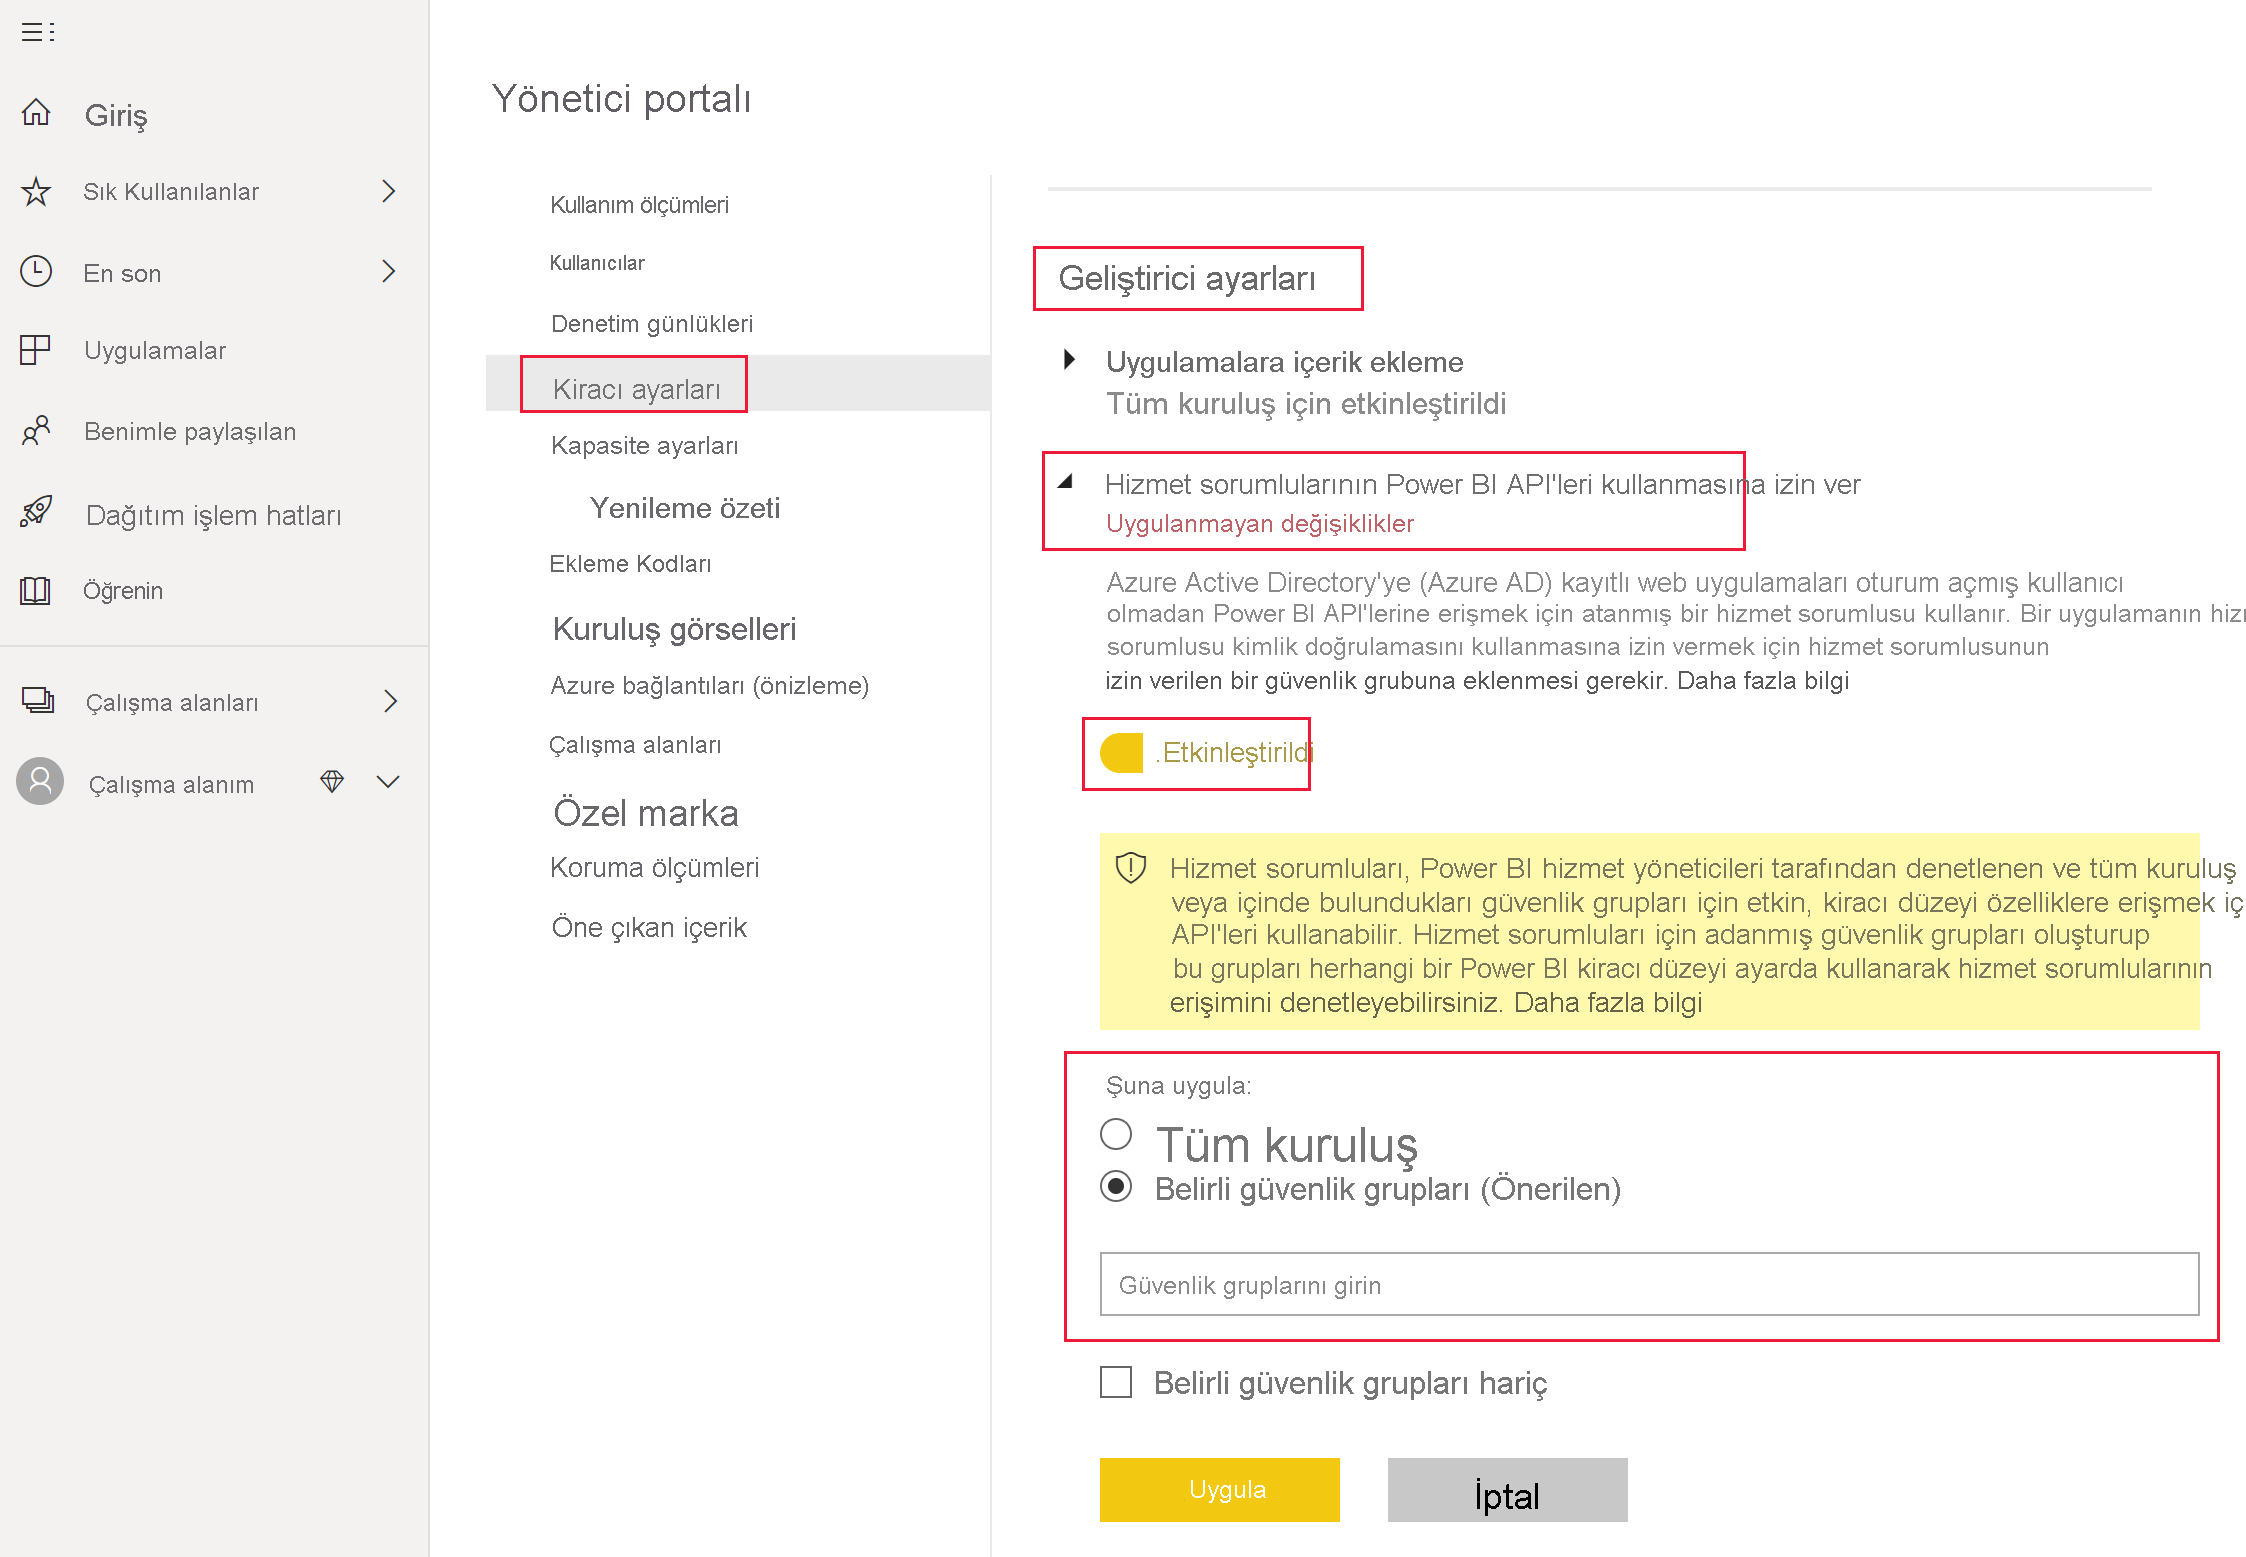 Giriş
Sık Kullanılanlar
En son
Uygulamalar
Benimle paylaşılan
Dağıtım işlem hatları
Öğrenin
Çalışma alanları
Çalışma alanım
Yönetici portalı
Kullanım ölçümleri
Kullanıcılar
Denetim günlükleri
Kiracı ayarları
Kapasite ayarları
Yenileme özeti
Ekleme Kodları
Kuruluş görselleri
Azure bağlantıları (önizleme)
Çalışma alanları
Özel marka
Koruma ölçümleri
Öne çıkan içerik
Geliştirici ayarları
Uygulamalara içerik ekleme
Tüm kuruluş için etkinleştirildi
Hizmet sorumlularının Power BI API'leri kullanmasına izin ver
Uygulanmayan değişiklikler
Azure Active Directory'ye (Azure AD) kayıtlı web uygulamaları oturum açmış kullanıcı
olmadan Power BI API'lerine erişmek için atanmış bir hizmet sorumlusu kullanır. Bir uygulamanın
sorumlusu kimlik doğrulamasını kullanmasına izin vermek için hizmet sorumlusunun
izin verilen bir güvenlik grubuna eklenmesi gerekir. Daha fazla bilgi
.Etkinleştirildi
Hizmet sorumluları, Power BI hizmet yöneticileri tarafından denetlenen ve tüm kuruluş
veya içinde bulundukları güvenlik grupları için etkin, kiracı düzeyi özelliklere erişmek
API'leri kullanabilir. Hizmet sorumluları için adanmış güvenlik grupları oluşturup
bu grupları herhangi bir Power BI kiracı düzeyi ayarda kullanarak hizmet sorumlularının
erişimini denetleyebilirsiniz. Daha fazla bilgi
Şuna uygula:
Tüm kuruluş
Belirli güvenlik grupları (Önerilen)
Güvenlik gruplarını girin
Belirli güvenlik grupları hariç
Uygula
İptal